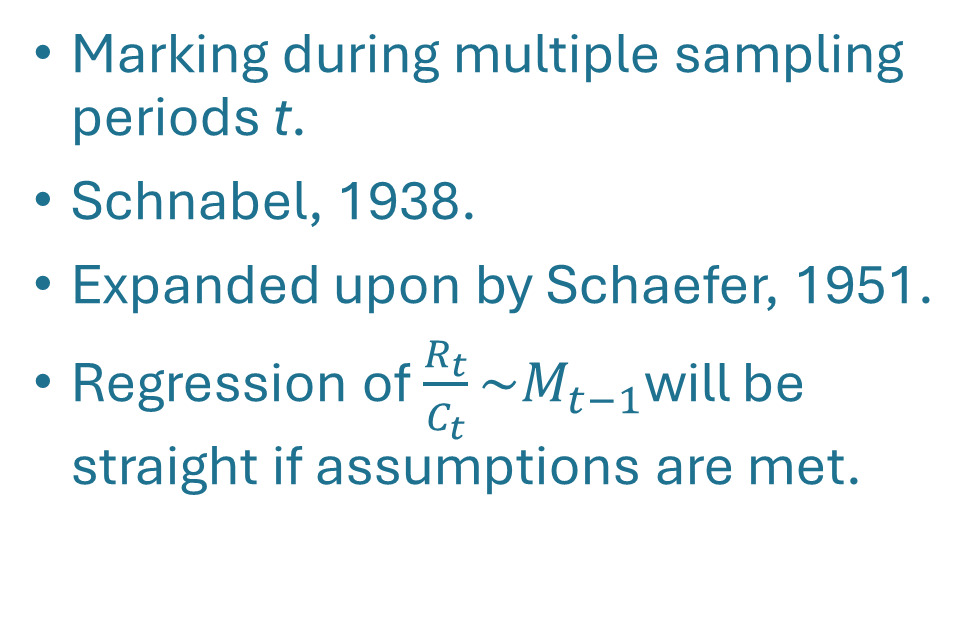 • Marking during multiple sampling
periods t.
• Schnabel, 1938.
• Expanded upon by Schaefer, 1951.
• Regression of \frac{R_t}{C_t} ~M_{t−1} will be
straight if assumptions are met.